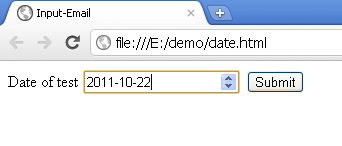 Input-Email
file:///E:/demo/date.html
Date of test 2011-10-22 Submit